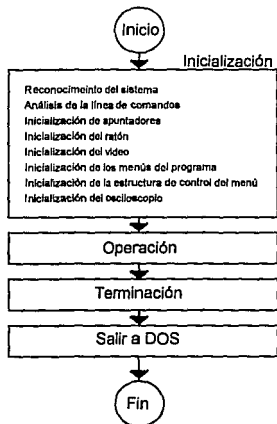 Inicio
Inicialización
Reconocimeinto del sistema
Análisis de la línea de comandos
Inicialización de apuntadores
Inicialización del ratón
Inicialización del video
Inicialización de los menús del programa
Inicialización de la estructura de control del menú
Inicialización del osciloscopio
Operación
Terminación
Salir a DOS
Fin